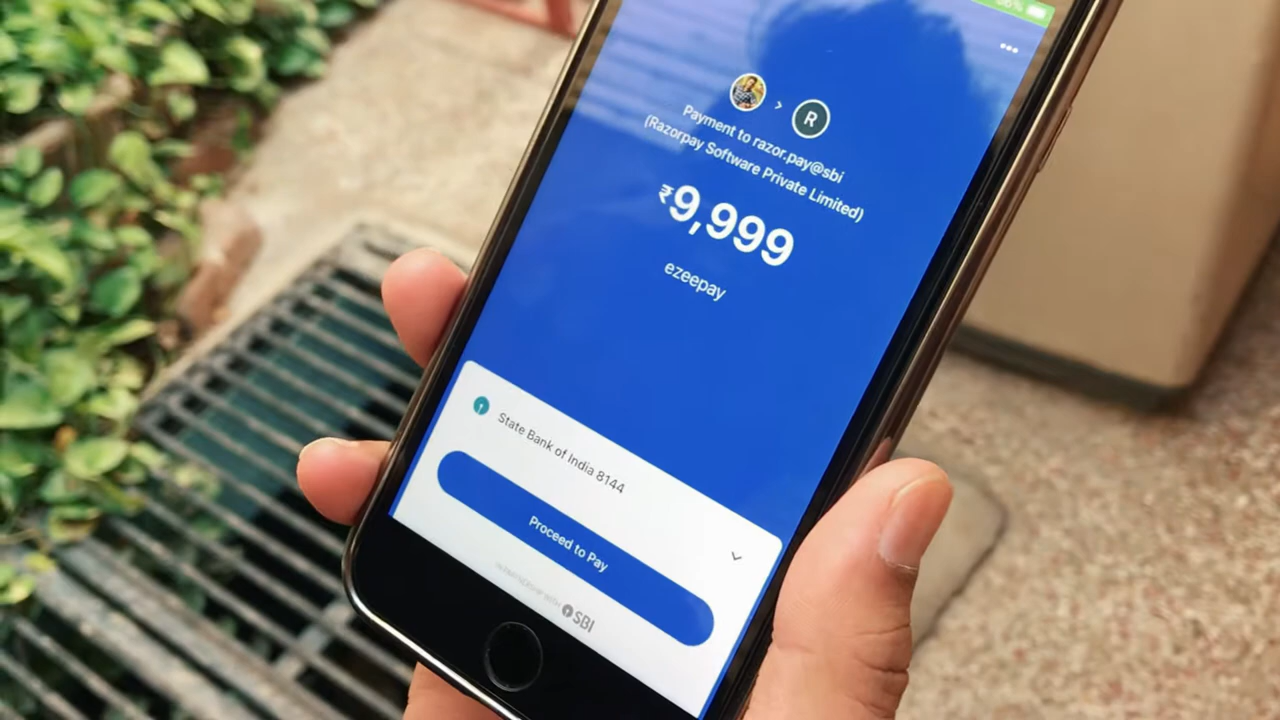 56%
R
Payment to razor.pay@sbi
(Razorpay Software Private Limited)
₹9,999
ezeepay
State Bank of India 8144
Proceed to Pay
SBI